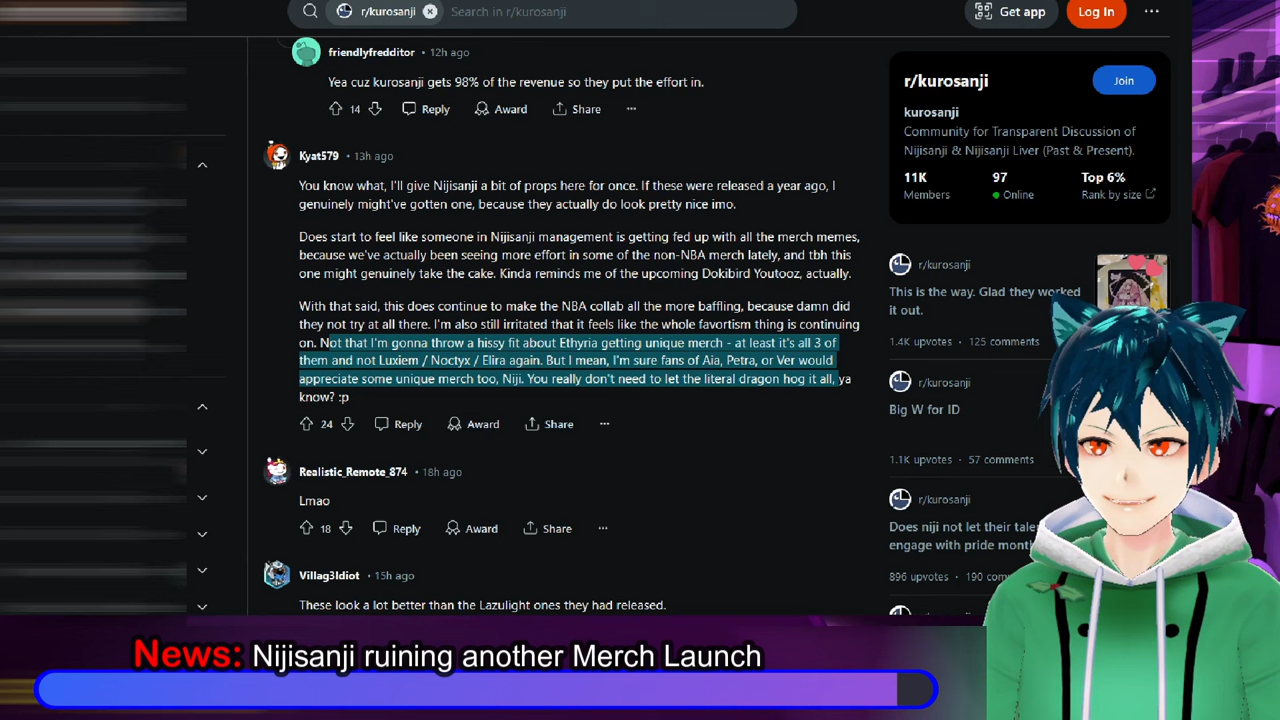 r/kurosanji
Search in r/kurosanji
Get app
Log In
friendlyfredditor • 12h ago
Yea cuz kurosanji gets 98% of the revenue so they put the effort in.
14 Reply Award Share
Kyat579 • 13h ago
You know what, I'll give Nijisanji a bit of props here for once. If these were released a year ago, I
genuinely might've gotten one, because they actually do look pretty nice imo.
Does start to feel like someone in Nijisanji management is getting fed up with all the merch memes,
because we've actually been seeing more effort in some of the non-NBA merch lately, and tbh this
one might genuinely take the cake. Kinda reminds me of the upcoming Dokibird Youtooz, actually.
With that said, this does continue to make the NBA collab all the more baffling, because damn did
they not try at all there. I'm also still irritated that it feels like the whole favortism thing is continuing
on. Not that I'm gonna throw a hissy fit about Ethyria getting unique merch - at least it's all 3 of
them and not Luxiem / Noctyx / Elira again. But I mean, I'm sure fans of Aia, Petra, or Ver would
appreciate some unique merch too, Niji. You really don't need to let the literal dragon hog it all, ya
know? :p
24 Reply Award Share
Realistic_Remote_874 • 18h ago
Lmao
18 Reply Award Share
Villag3Idiot • 15h ago
These look a lot better than the Lazulight ones they had released.
r/kurosanji
Join
kurosanji
Community for Transparent Discussion of
Nijisanji & Nijisanji Liver (Past & Present).
11K 97 Top 6%
Members Online Rank by size
r/kurosanji
This is the way. Glad they worked
it out.
1.4K upvotes • 125 comments
r/kurosanji
Big W for ID
1.1K upvotes • 57 comments
r/kurosanji
Does niji not let their
engage with pride
896 upvotes • 190
News: Nijisanji ruining another Merch Launch